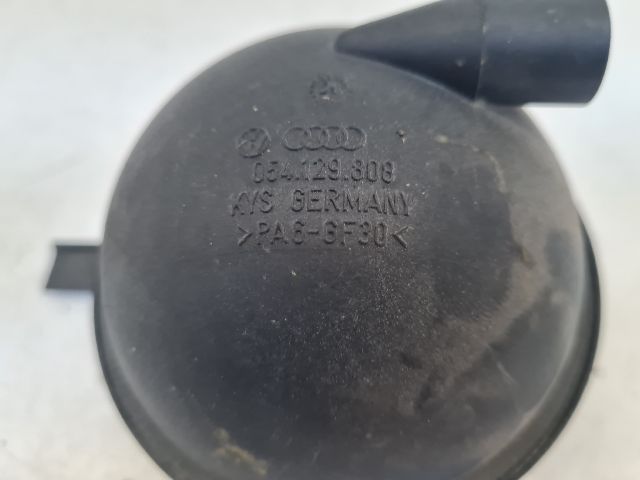 054.129.808
KYS GERMANY
>PA6-GF30<